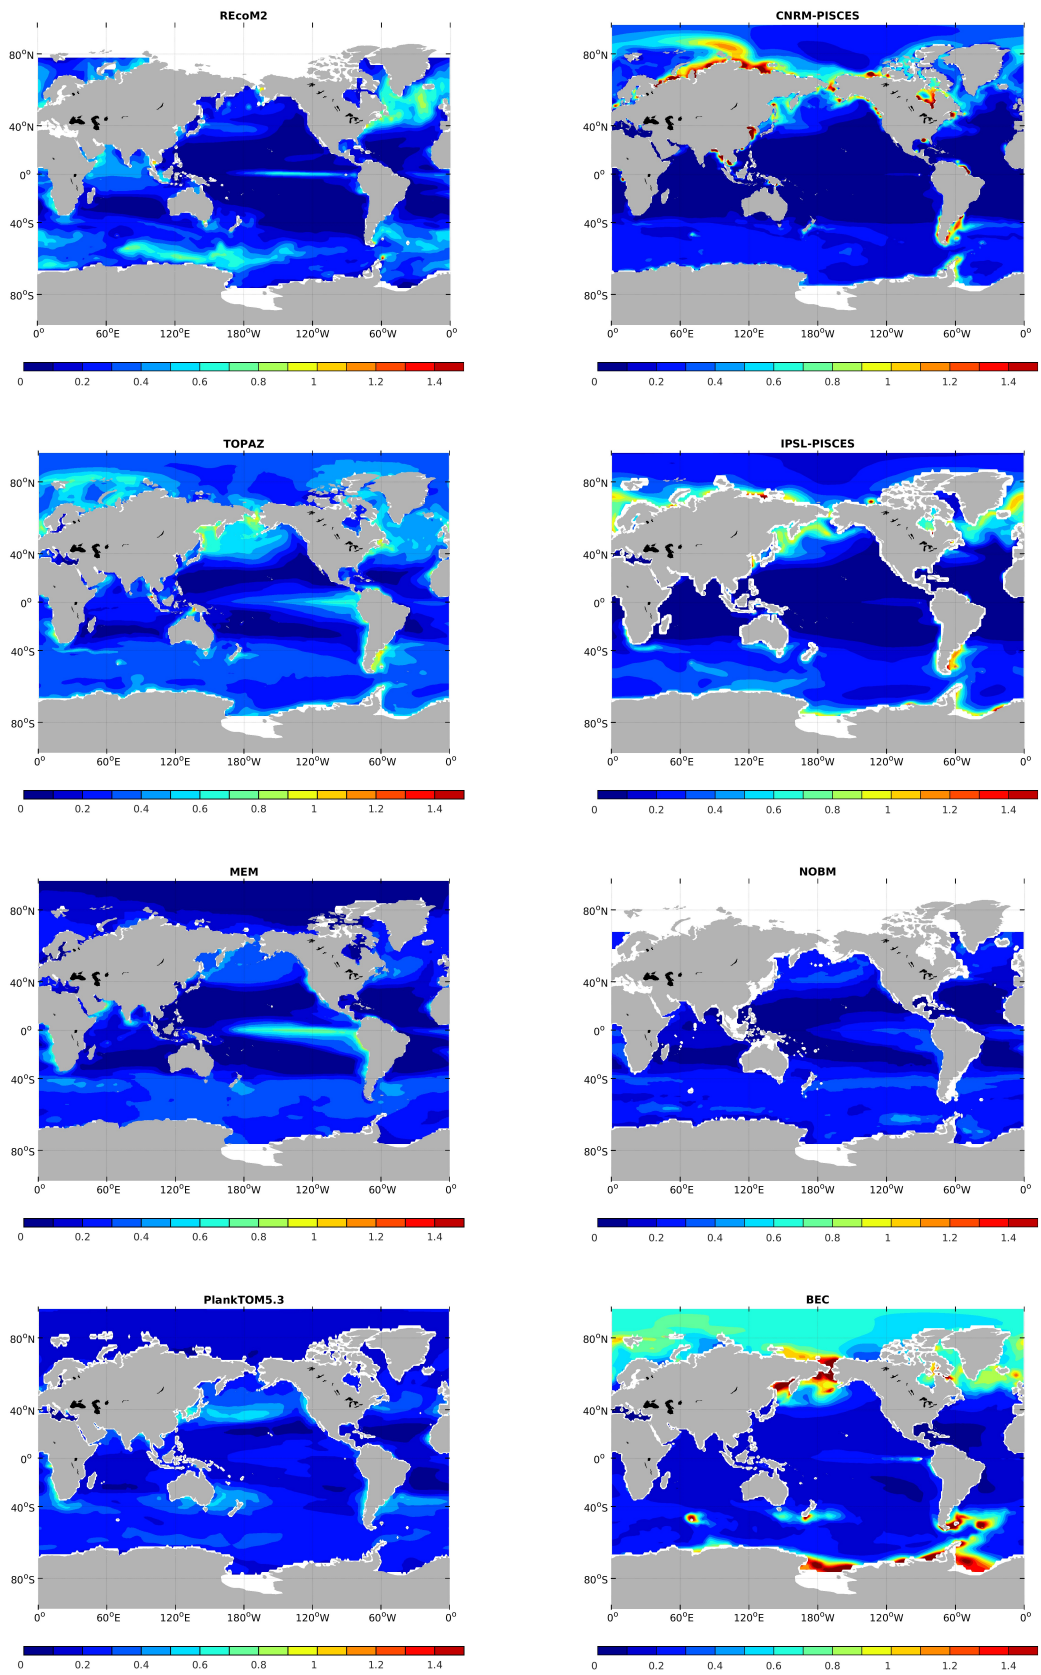 REcoM2 CNRM-PISCES
80°N 80°N
40°N 40°N
0° 0°
40°S 40°S
80°S 80°S
0° 60°E 120°E 180°W 120°W 60°W 0° 0° 60°E 120°E 180°W 120°W 60°W 0°
0 0.2 0.4 0.6 0.8 1 1.2 1.4 0 0.2 0.4 0.6 0.8 1 1.2 1.4
TOPAZ IPSL-PISCES
80°N 80°N
40°N 40°N
0° 0°
40°S 40°S
80°S 80°S
0° 60°E 120°E 180°W 120°W 60°W 0° 0° 60°E 120°E 180°W 120°W 60°W 0°
0 0.2 0.4 0.6 0.8 1 1.2 1.4 0 0.2 0.4 0.6 0.8 1 1.2 1.4
MEM NOBM
80°N 80°N
40°N 40°N
0° 0°
40°S 40°S
80°S 80°S
0° 60°E 120°E 180°W 120°W 60°W 0° 0° 60°E 120°E 180°W 120°W 60°W 0°
0 0.2 0.4 0.6 0.8 1 1.2 1.4 0 0.2 0.4 0.6 0.8 1 1.2 1.4
PlankTOM5.3 BEC
80°N 80°N
40°N 40°N
0° 0°
40°S 40°S
80°S 80°S
0° 60°E 120°E 180°W 120°W 60°W 0° 0° 60°E 120°E 180°W 120°W 60°W 0°
0 0.2 0.4 0.6 0.8 1 1.2 1.4 0 0.2 0.4 0.6 0.8 1 1.2 1.4